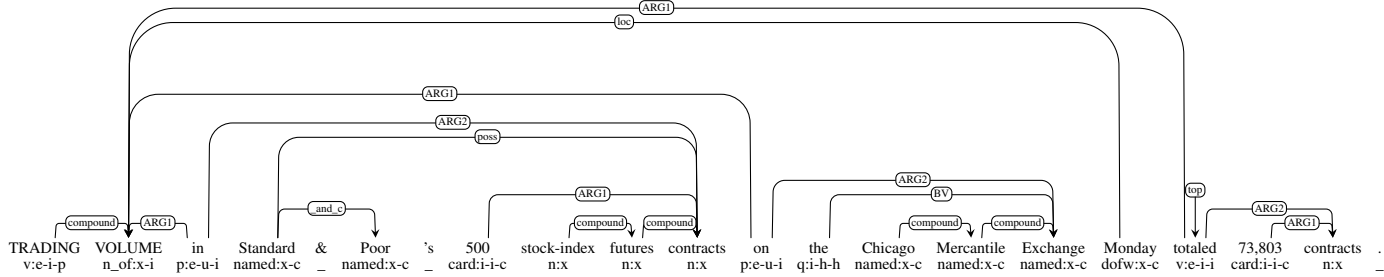 ARG1
loc
ARG1
ARG2
poss
ARG2
top
ARG1 BV
_and_c ARG2
compound ARG1 compound compound compound compound ARG1
TRADING VOLUME in Standard & Poor 's 500 stock-index futures contracts on the Chicago Mercantile Exchange Monday totaled 73,803 contracts .
v:e-i-p n_of:x-i p:e-u-i named:x-c _ named:x-c _ card:i-i-c n:x n:x n:x p:e-u-i q:i-h-h named:x-c named:x-c named:x-c dofw:x-c v:e-i-i card:i-i-c n:x _